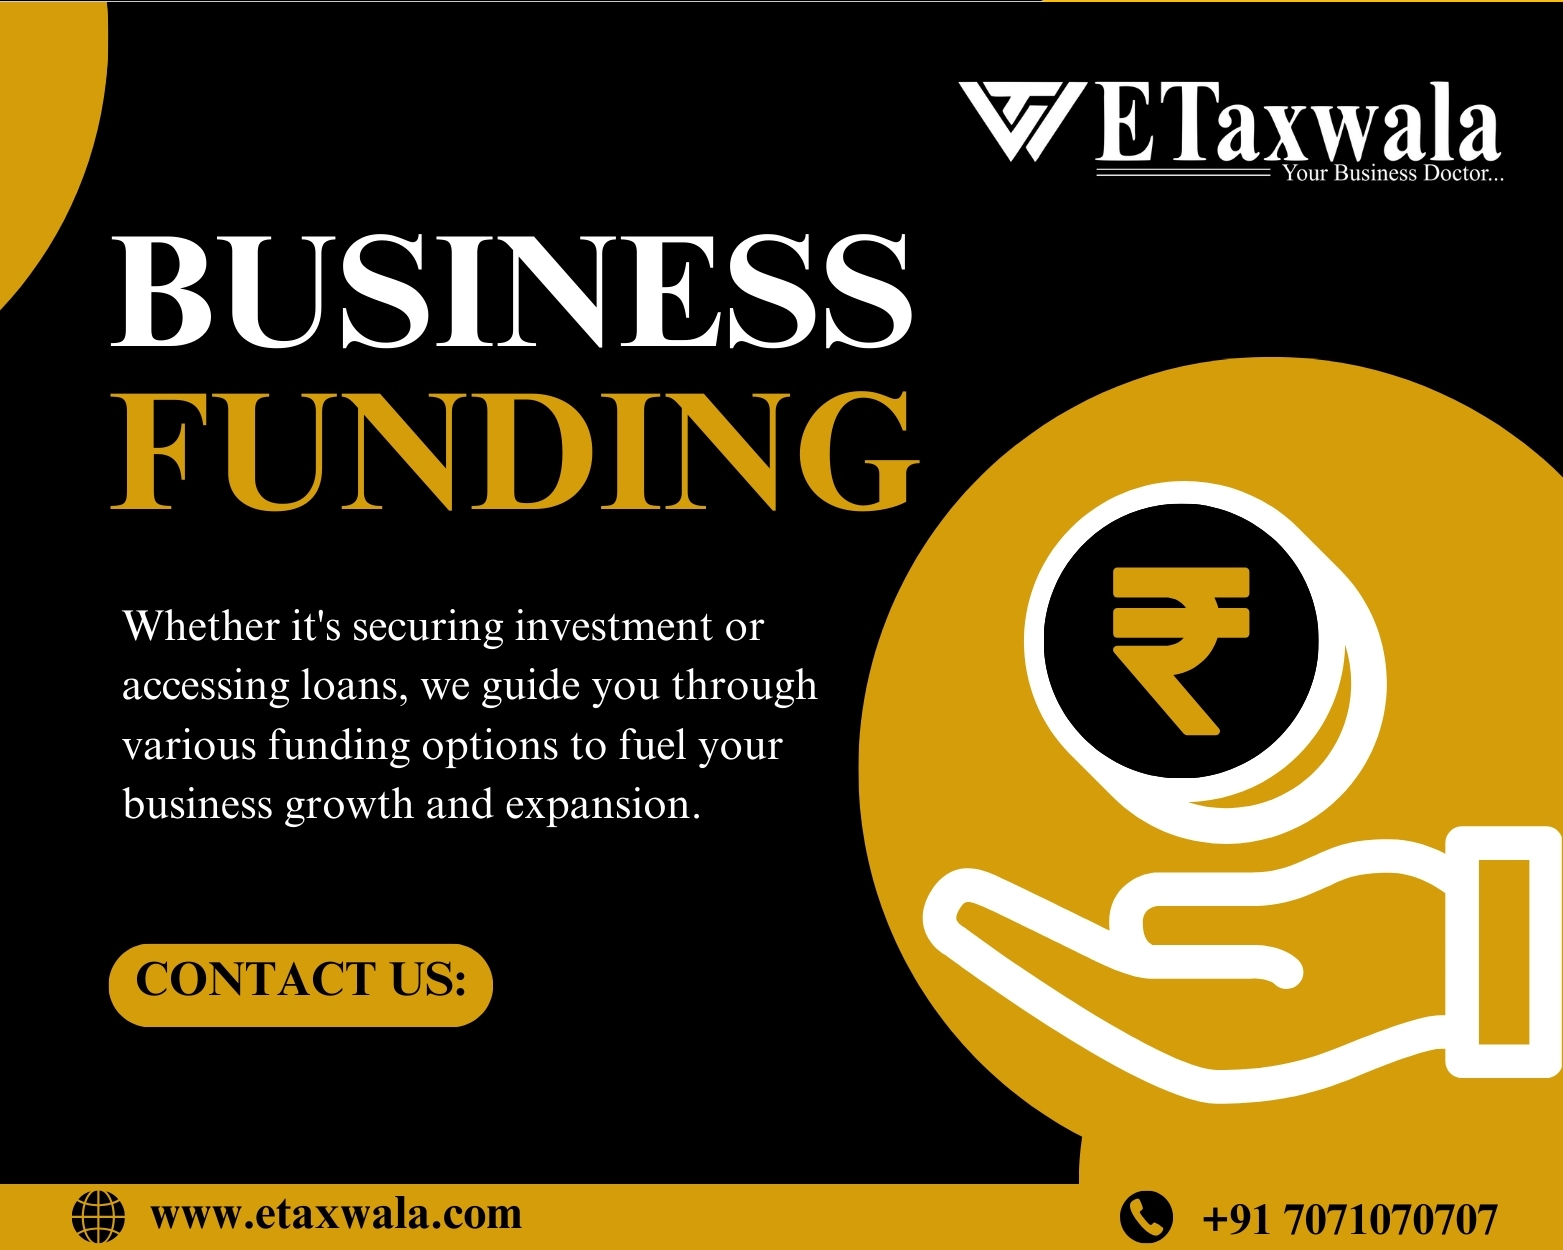 ETaxwala
Your Business Doctor...
BUSINESS
FUNDING
Whether it's securing investment or
accessing loans, we guide you through
various funding options to fuel your
business growth and expansion.
₹
CONTACT US:
www.etaxwala.com
+91 7071070707